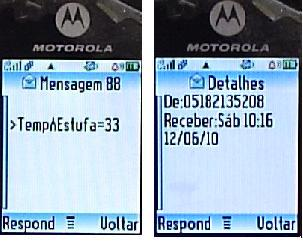 MOTOROLA
Mensagem 88
>Temp∧Estufa=33
Respond Voltar
MOTOROLA
Detalhes
De:05182135208
Receber:Sáb 10:16
12/06/10
Respond Voltar